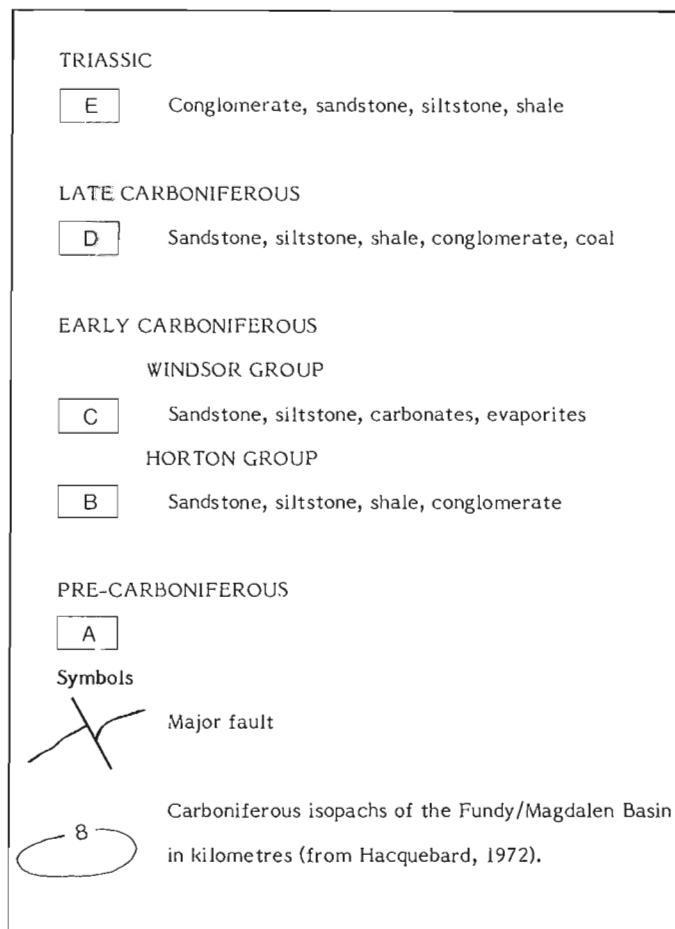 TRIASSIC
E Conglomerate, sandstone, siltstone, shale
LATE CARBONIFEROUS
D Sandstone, siltstone, shale, conglomerate, coal
EARLY CARBONIFEROUS
WINDSOR GROUP
C Sandstone, siltstone, carbonates, evaporites
HORTON GROUP
B Sandstone, siltstone, shale, conglomerate
PRE-CARBONIFEROUS
A
Symbols
Major fault
8 Carboniferous isopachs of the Fundy/Magdalen Basin
in kilometres (from Hacquebard, 1972).